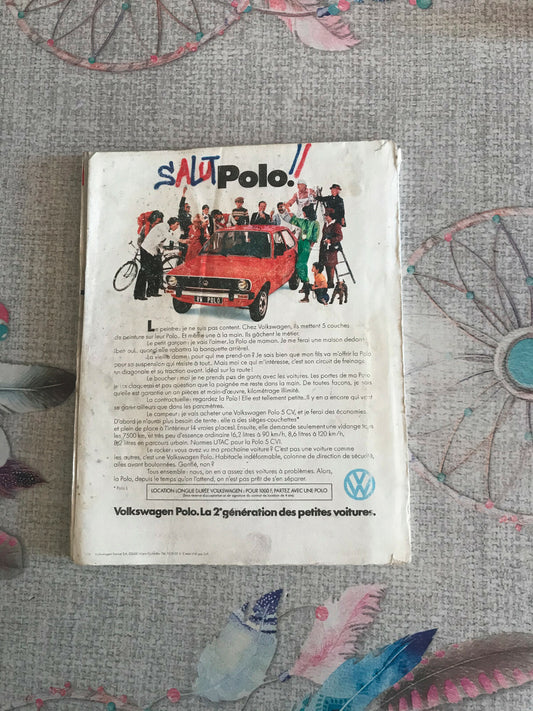 SALUT Polo.!!
VW POLO
Le peintre: je ne suis pas content. Chez Volkswagen, ils mettent 5 couches
de peinture sur leur Polo. Et même une à la main. Ils gâchent le métier.
Le petit garçon: je vais l'aimer, la Polo de maman. Je me ferai une maison dedans
(ben oui, quand elle rabattra la banquette arrière).
La vieille dame: pour qui me prend-on? Je sais bien que mon fils va m'offrir la Polo
pour sa suspension qui résiste à tout. Mais moi ce qui m'intéresse, c'est son circuit de freinage
en diagonale et sa traction avant. Idéal sur la route!
Le boucher: moi je ne prends pas de gants avec les voitures. Les portes de ma Polo
je les claque et pas question que la poignée me reste dans la main. De toutes façons, je sais
qu'elle est garantie un an pièces et main-d'œuvre, kilométrage illimité.
La contractuelle: regardez la Polo! Elle est tellement petite. Il y en a encore qui vont
se garer ailleurs que dans les parcmètres.
Le campeur: je vais acheter une Volkswagen Polo 5 CV, et je ferai des économies.
D'abord je n'aurai plus besoin de tente: elle a des sièges-couchettes*
et plein de place à l'intérieur (4 vraies places). Ensuite, elle demande seulement une vidange tous
les 7500 km, et très peu d'essence ordinaire (6,2 litres à 90 km/h, 8,6 litres à 120 km/h,
8,2 litres en parcours urbain. Normes UTAC pour la Polo 5 CV).
Le rocker: vous avez vu ma prochaine voiture? C'est pas une voiture comme
les autres, c'est une Volkswagen Polo. Habitacle indéformable, colonne de direction de sécurité,
ailes avant boulonnées. Gonflé, non?
Tous ensemble: nous, on en a assez des voitures à problèmes. Alors,
la Polo, depuis le temps qu'on l'attend, on n'est pas prêt de s'en séparer.
* Polo L
LOCATION LONGUE DURÉE VOLKSWAGEN: POUR 1000 F, PARTEZ AVEC UNE POLO
VW
Volkswagen Polo. La 2e génération des petites voitures.